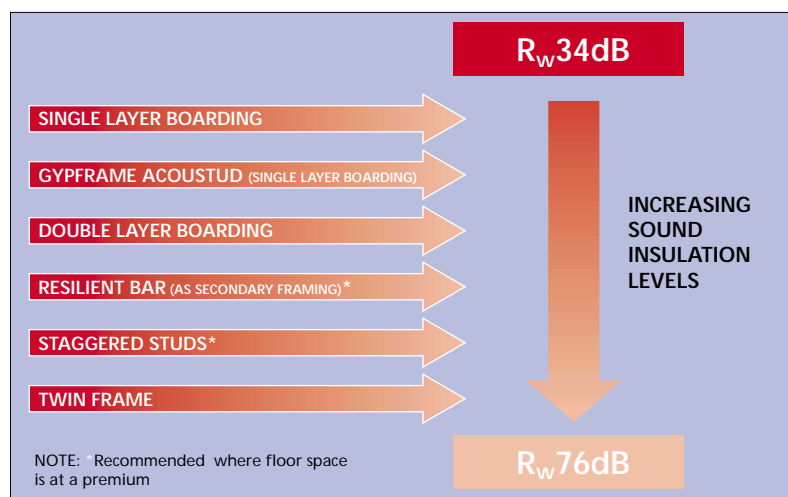 Rw34dB
SINGLE LAYER BOARDING
GYPFRAME ACOUSTUD (SINGLE LAYER BOARDING)
DOUBLE LAYER BOARDING
RESILIENT BAR (AS SECONDARY FRAMING)*
STAGGERED STUDS*
TWIN FRAME
INCREASING
SOUND
INSULATION
LEVELS
NOTE: *Recommended where floor space
is at a premium
Rw76dB